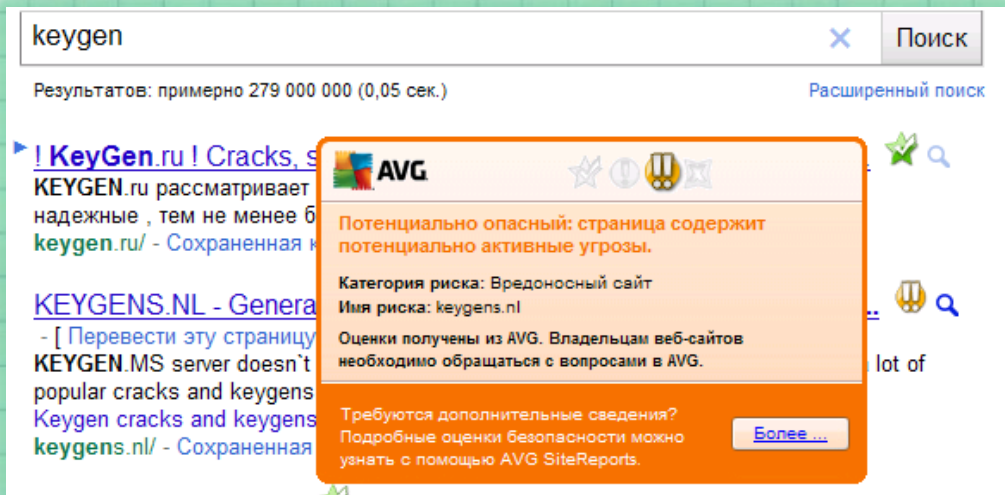 keygen
Поиск
Результатов: примерно 279 000 000 (0,05 сек.)
Расширенный поиск
! KeyGen.ru ! Cracks, s
KEYGEN.ru рассматривает
надежные , тем не менее б
keygen.ru/ - Сохраненная к
AVG
Потенциально опасный: страница содержит
потенциально активные угрозы.
Категория риска: Вредоносный сайт
Имя риска: keygens.nl
Оценки получены из AVG. Владельцам веб-сайтов
необходимо обращаться с вопросами в AVG.
Требуются дополнительные сведения?
Подробные оценки безопасности можно
узнать с помощью AVG SiteReports.
Более ...
KEYGENS.NL - Genera
..
- [ Перевести эту страницу
KEYGEN.MS server doesn`t
lot of
popular cracks and keygens
Keygen cracks and keygens
keygens.nl/ - Сохраненная